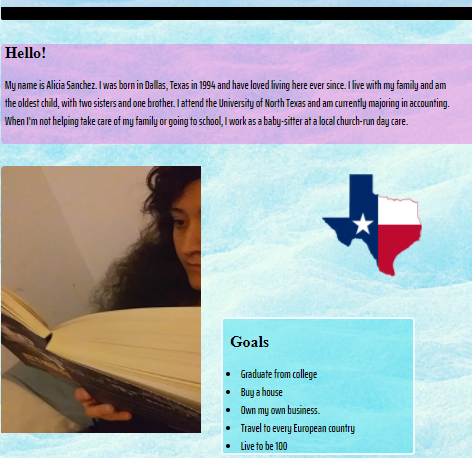 Hello!
My name is Alicia Sanchez. I was born in Dallas, Texas in 1994 and have loved living here ever since. I live with my family and am
the oldest child, with two sisters and one brother. I attend the University of North Texas and am currently majoring in accounting.
When I'm not helping take care of my family or going to school, I work as a baby-sitter at a local church-run day care.
Goals
Graduate from college
Buy a house
Own my own business.
Travel to every European country
Live to be 100